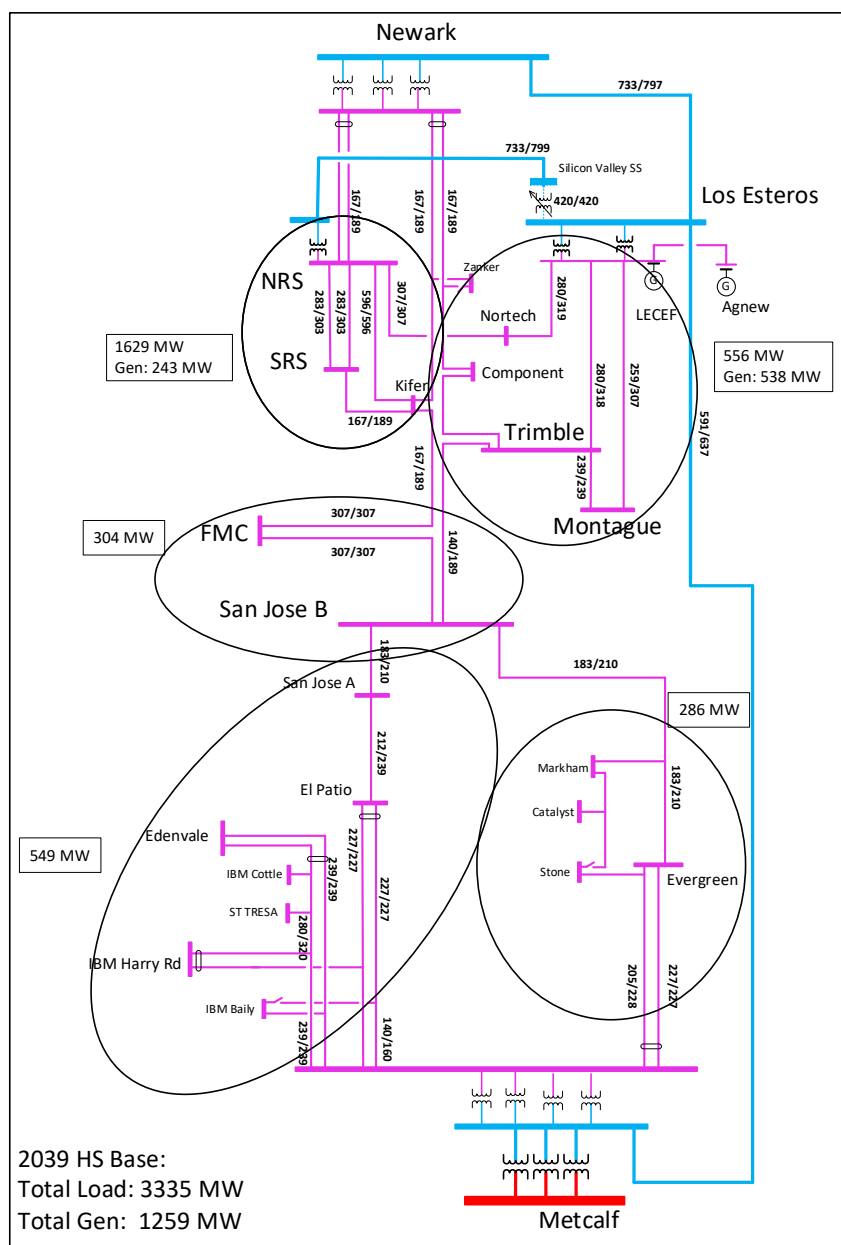 Newark
733/797
733/799
Silicon Valley SS
Los Esteros
420/420
167/189
167/189
167/189
Zanker
NRS
283/303
283/303
596/596
307/307
280/319
G
G
LECEF
Agnew
Nortech
1629 MW
Gen: 243 MW
556 MW
Gen: 538 MW
SRS
Component
Kifer
280/318
259/307
167/189
Trimble
591/637
167/189
239/239
Montague
307/307
FMC
304 MW
307/307
140/189
San Jose B
183/210
183/210
San Jose A
286 MW
212/239
Markham
183/210
El Patio
Catalyst
Edenvale
227/227
549 MW
239/239
IBM Cottle
Stone
Evergreen
227/227
ST TRESA
280/320
IBM Harry Rd
205/228
227/227
IBM Baily
239/239
140/160
2039 HS Base:
Total Load: 3335 MW
Total Gen: 1259 MW
Metcalf